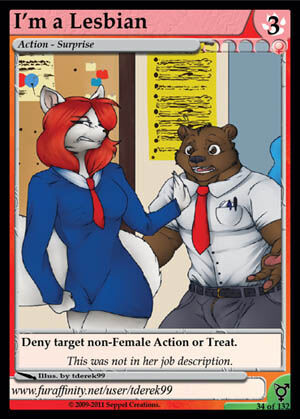 I'm a Lesbian
3
Action - Surprise
Deny target non-Female Action or Treat.
This was not in her job description.
Illus. by tderek99
www.furaffinity.net/user/tderek99
© 2009-2011 Seppel Creations.
34 of 132